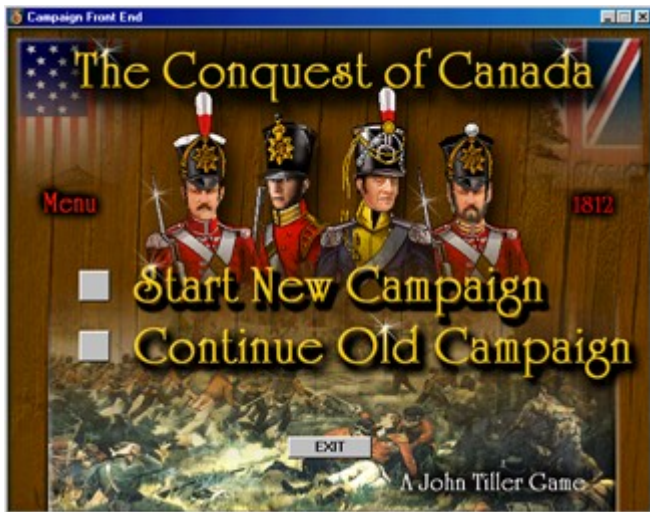 Campaign Front End
The Conquest of Canada
Menu
1812
Start New Campaign
Continue Old Campaign
EXIT
A John Tiller Game